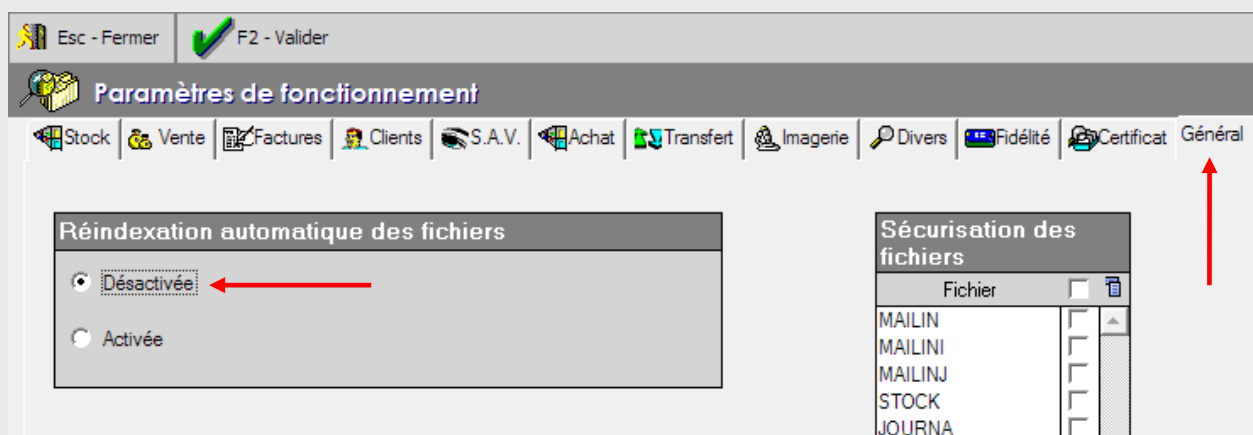 Esc - Fermer F2 - Valider
Paramètres de fonctionnement
Stock Vente Factures Clients S.A.V. Achat Transfert Imagerie Divers Fidélité Certificat Général
Réindexation automatique des fichiers
Désactivée
Activée
Sécurisation des
fichiers
Fichier
MAILIN
MAILINI
MAILINJ
STOCK
JOURNA